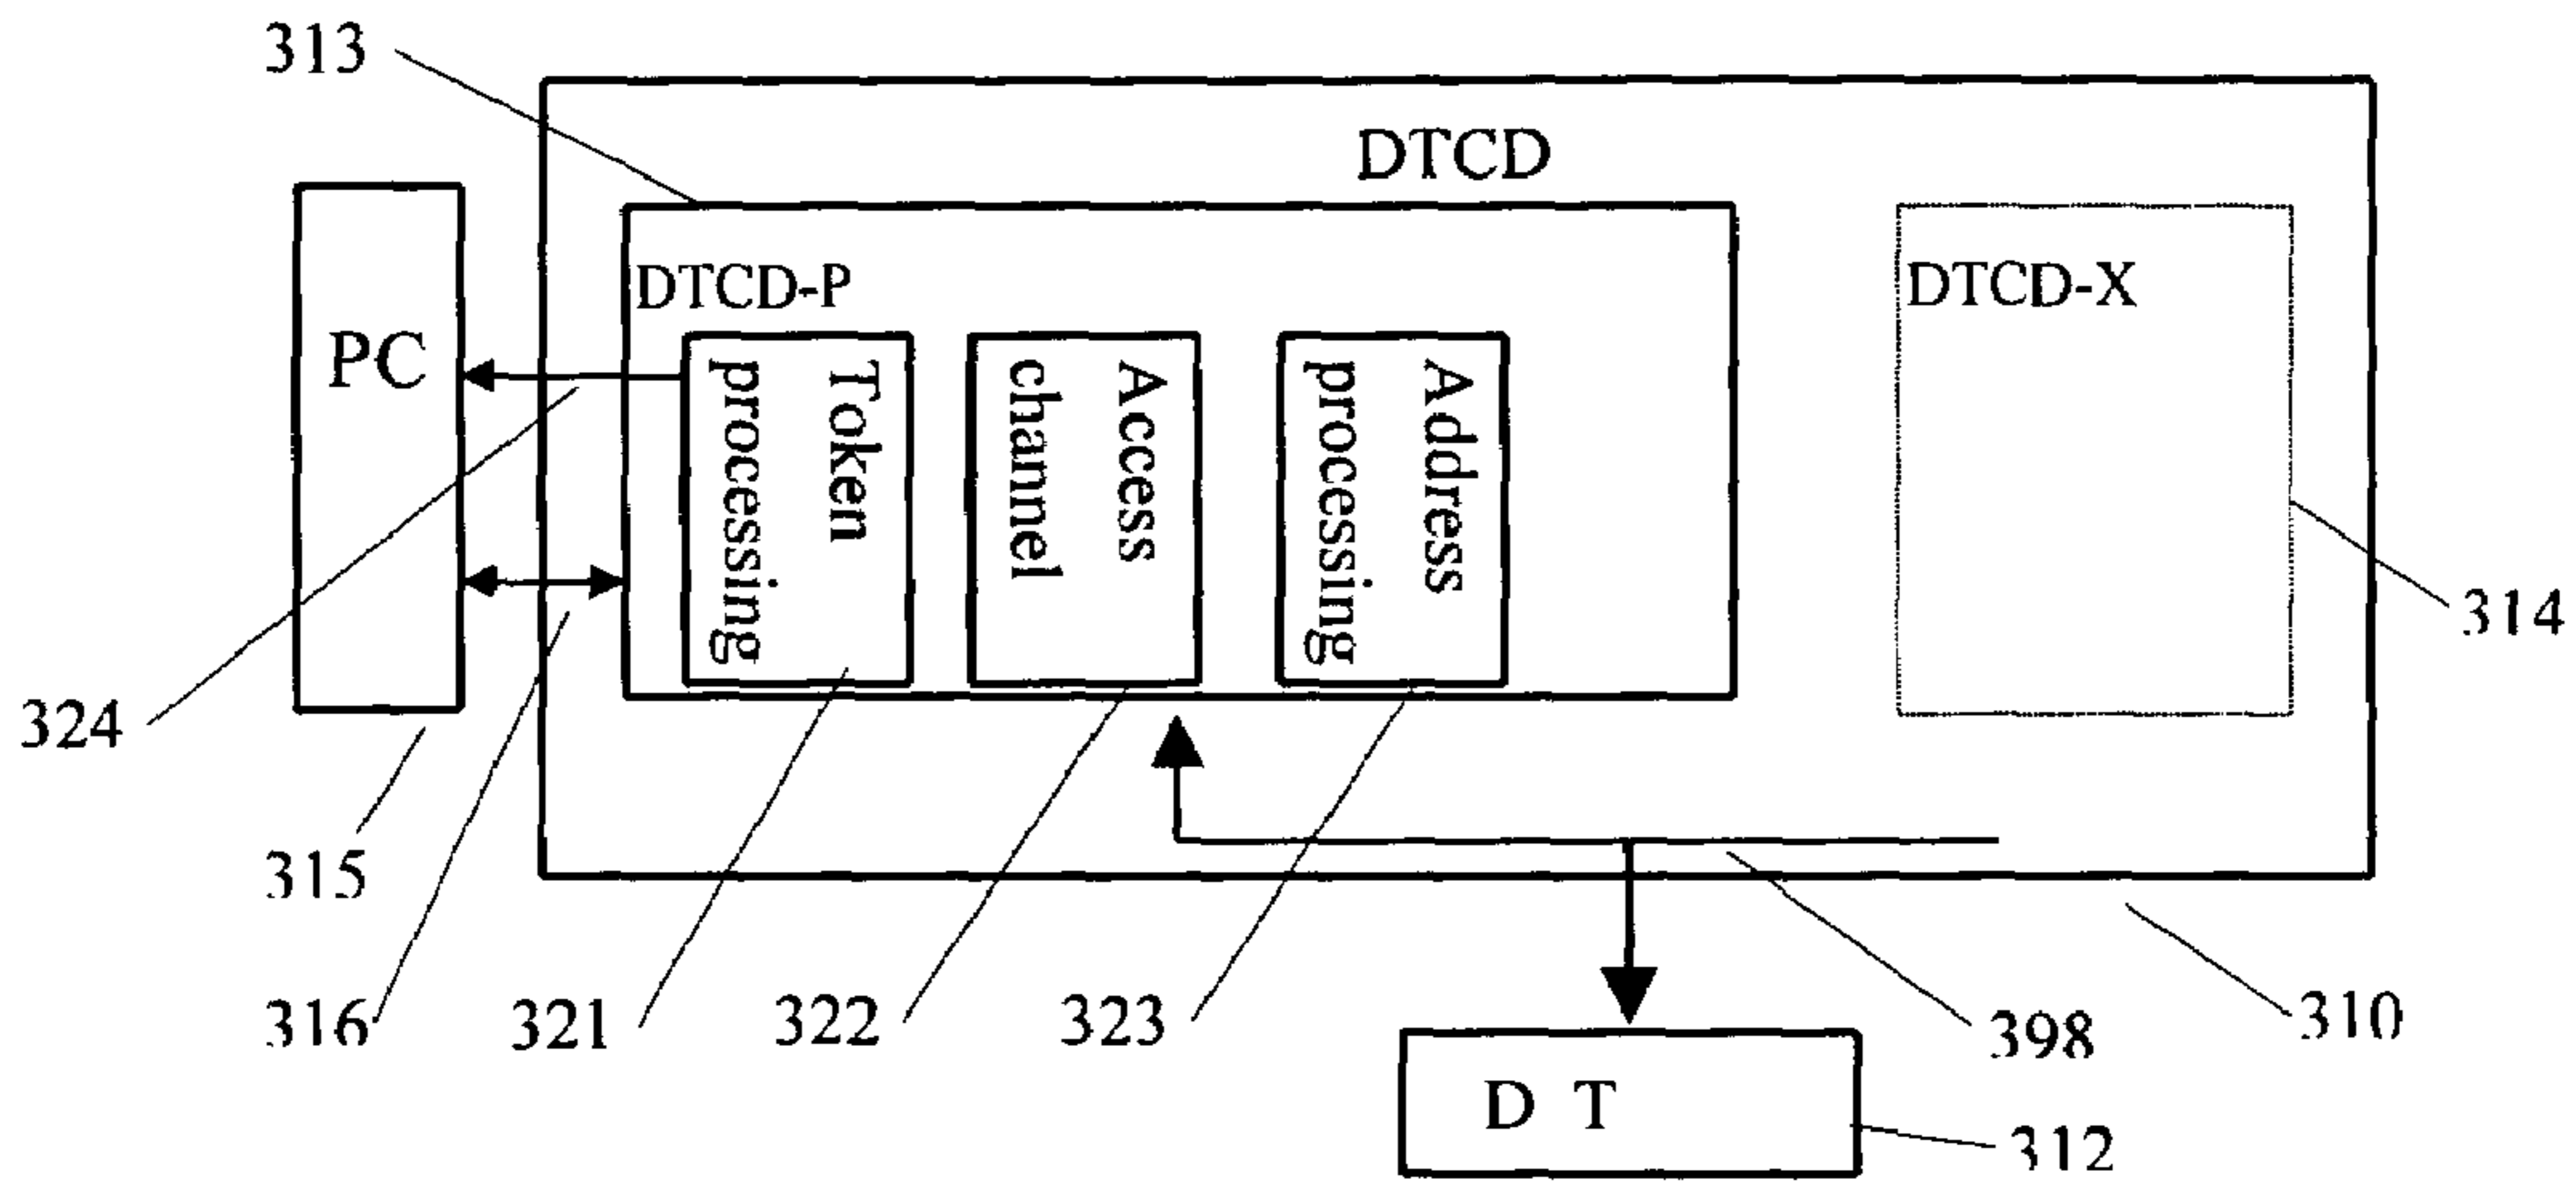 313
DTCD
DTCD-P
DTCD-X
PC
Token
processing
Access
channel
Address
processing
314
324
315
316
321
322
323
398
310
D T
312